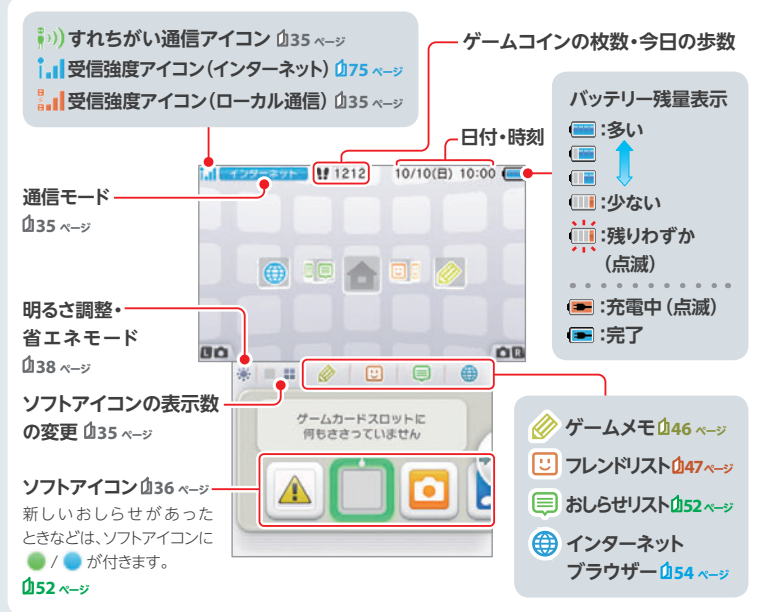 すれちがい通信アイコン 35 ページ
受信強度アイコン(インターネット) 75 ページ
受信強度アイコン(ローカル通信) 35 ページ
ゲームコインの枚数・今日の歩数
日付・時刻
インターネット 1212 10/10(日) 10:00
通信モード
35 ページ
バッテリー残量表示
:多い
:少ない
:残りわずか
(点滅)
:充電中(点滅)
:完了
L R
明るさ調整・
省エネモード
38 ページ
ソフトアイコンの表示数
の変更 35 ページ
ゲームカードスロットに
何もささっていません
ソフトアイコン 36 ページ
新しいおしらせがあった
ときなどは、ソフトアイコンに
/ が付きます。
52 ページ
ゲームメモ 46 ページ
フレンドリスト 47 ページ
おしらせリスト 52 ページ
インターネット
ブラウザー 54 ページ